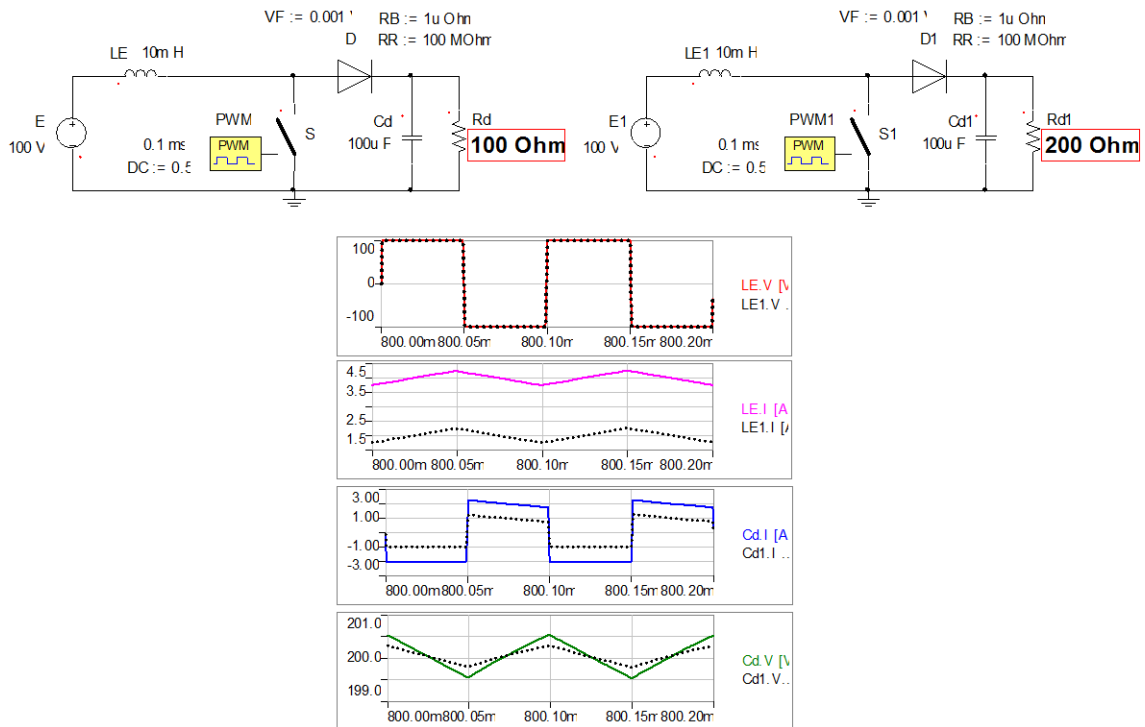 VF := 0.001 V RB := 1u Ohm
LE 10m H D RR := 100 MOhm
E PWM S Cd Rd
100 V 0.1 ms PWM 100u F 100 Ohm
DC := 0.5
VF := 0.001 V RB := 1u Ohm
LE1 10m H D1 RR := 100 MOhm
E1 PWM1 S1 Cd1 Rd1
100 V 0.1 ms PWM 100u F 200 Ohm
DC := 0.5
100
0
-100
LE.V [V
LE1.V ..
800.00m 800.05m 800.10m 800.15m 800.20m
4.5
3.5
2.5
1.5
LE.I [A
LE1.I [A
800.00m 800.05m 800.10m 800.15m 800.20m
3.00
1.00
-1.00
-3.00
Cd.I [A
Cd1.I ...
800.00m 800.05m 800.10m 800.15m 800.20m
201.0
200.0
199.0
Cd.V [V
Cd1.V...
800.00m 800.05m 800.10m 800.15m 800.20m